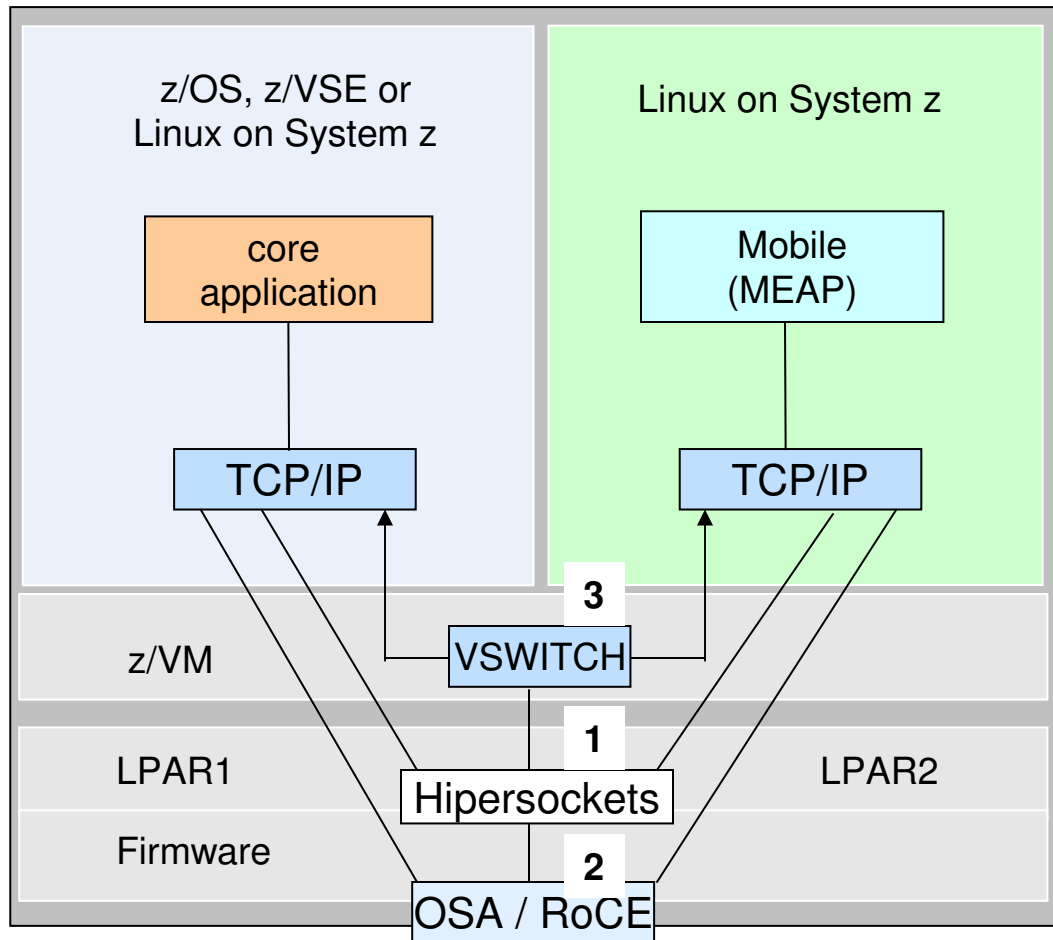 z/OS, z/VSE or
Linux on System z
Linux on System z
core
application
Mobile
(MEAP)
TCP/IP
TCP/IP
3
z/VM
VSWITCH
1
LPAR1
LPAR2
Hipersockets
Firmware
2
OSA / RoCE